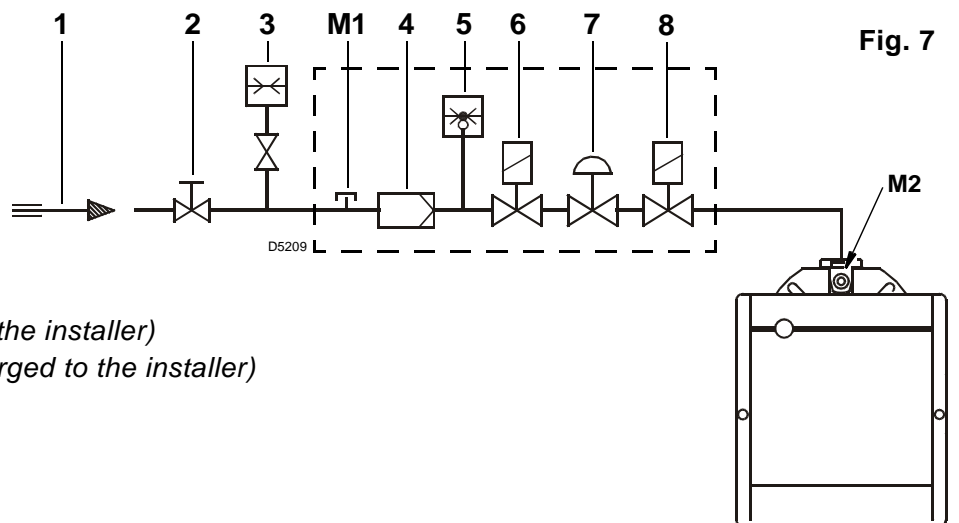 1 2 3 M1 4 5 6 7 8
Fig. 7
M2
D5209
the installer)
rged to the installer)